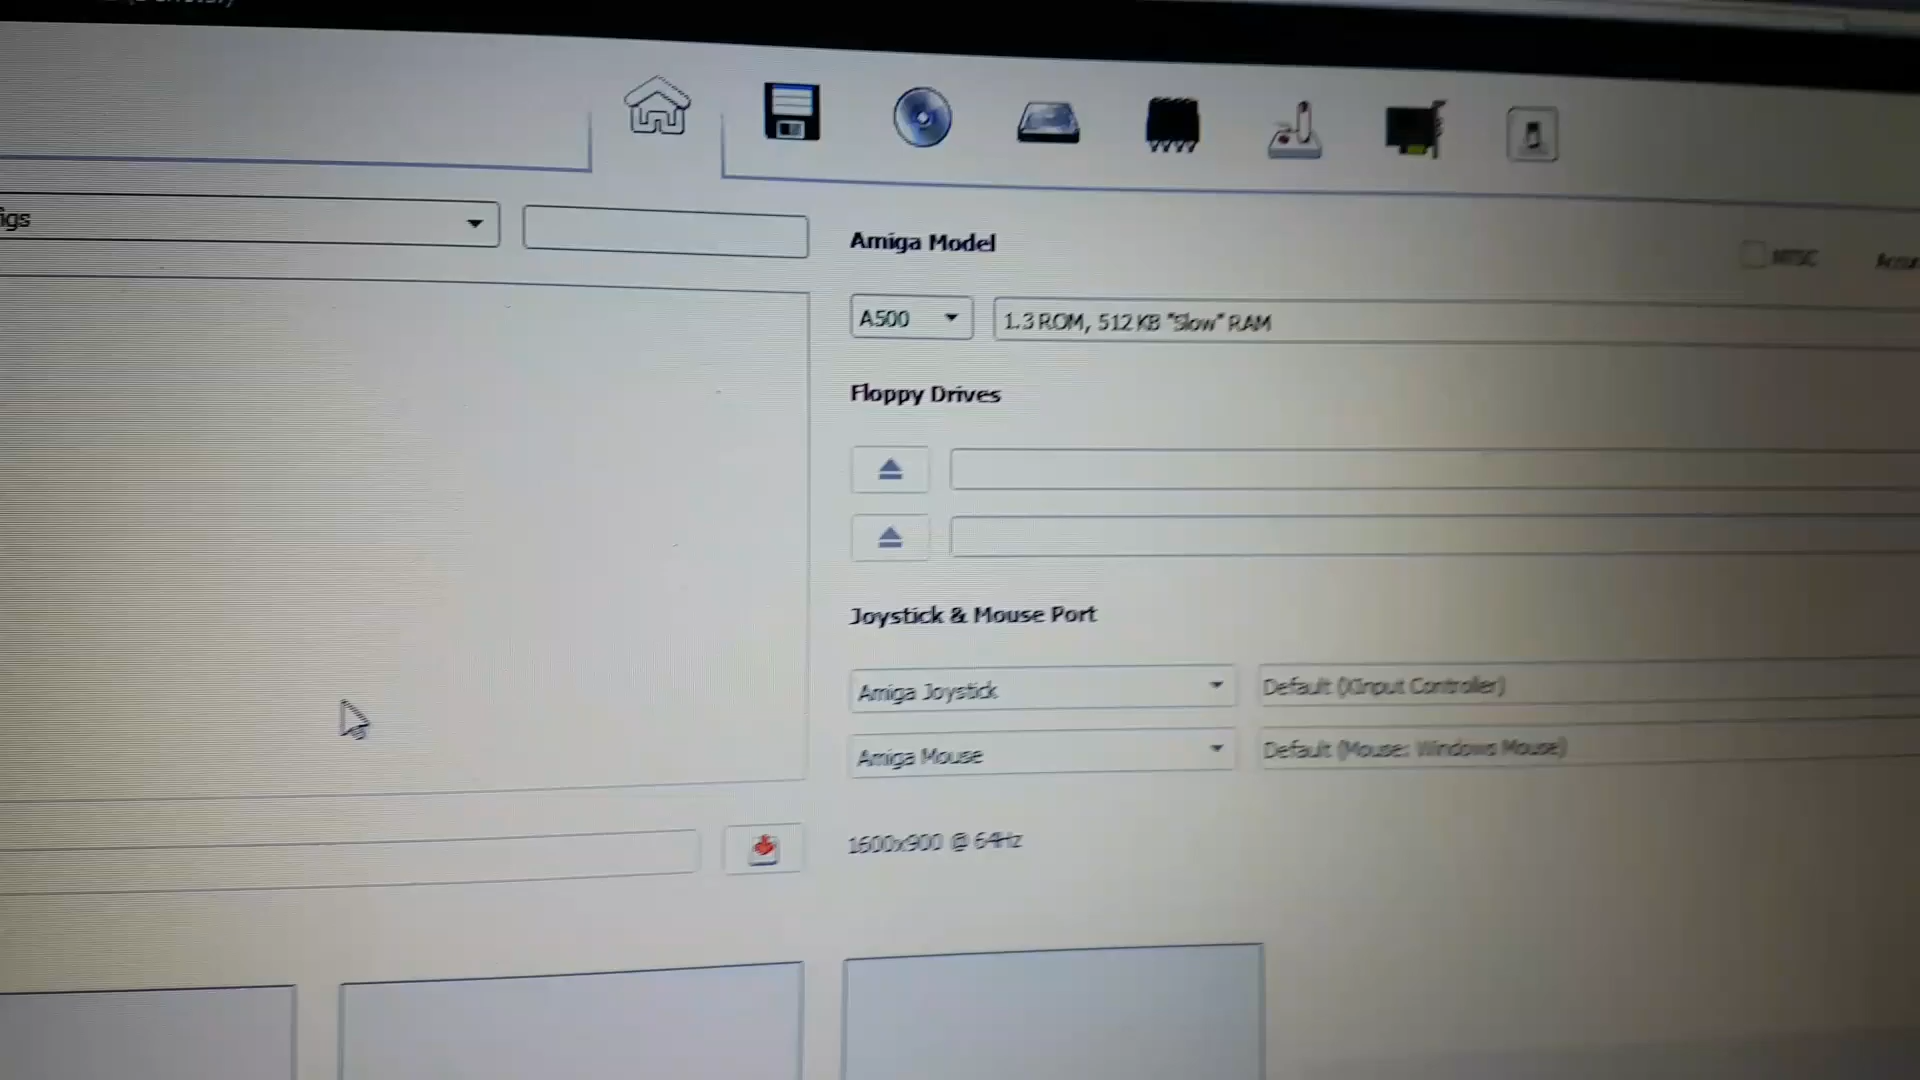 igs
Amiga Model
NTSC
A500
1.3 ROM, 512 KB "Slow" RAM
Floppy Drives
Joystick & Mouse Port
Amiga Joystick
Default (XInput Controller)
Amiga Mouse
Default (Mouse: Windows Mouse)
1600x900 @ 64Hz